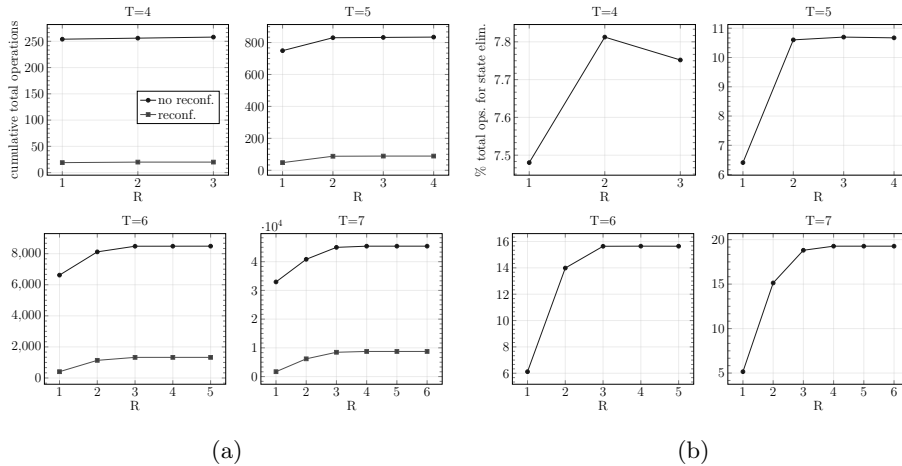 T=4
cumulative total operations
250
200
150
100
50
0
no reconf.
reconf.
1 2 3
R
T=5
800
600
400
200
0
1 2 3 4
R
T=4
% total ops. for state elim.
7.8
7.7
7.6
7.5
1 2 3
R
T=5
11
10
9
8
7
6
5
1 2 3 4
R
T=6
8,000
6,000
4,000
2,000
0
1 2 3 4 5
R
T=7
·10⁴
4
3
2
1
0
1 2 3 4 5 6
R
T=6
16
14
12
10
8
6
1 2 3 4 5
R
T=7
20
15
10
5
1 2 3 4 5 6
R
(a)
(b)